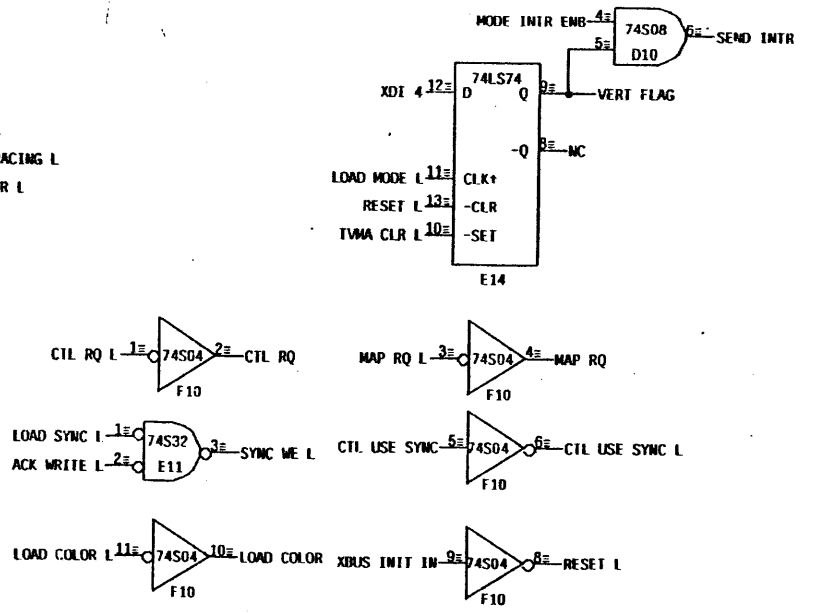 MODE INTR ENB 4 74S08 6 SEND INTR
5 D10
74LS74
XDI 4 12 D Q 9 VERT FLAG
ACING L
-Q 8 NC
R L
LOAD MODE L 11 CLK↑
RESET L 13 -CLR
TVMA CLR L 10 -SET
E14
CTL RQ L 1 74S04 2 CTL RQ
F10
MAP RQ L 3 74S04 4 MAP RQ
F10
LOAD SYNC L 1 74S32 3 SYNC WE L
ACK WRITE L 2 E11
CTL USE SYNC 5 74S04 6 CTL USE SYNC L
F10
LOAD COLOR L 11 74S04 10 LOAD COLOR
F10
XBUS INIT IN 9 74S04 8 RESET L
F10